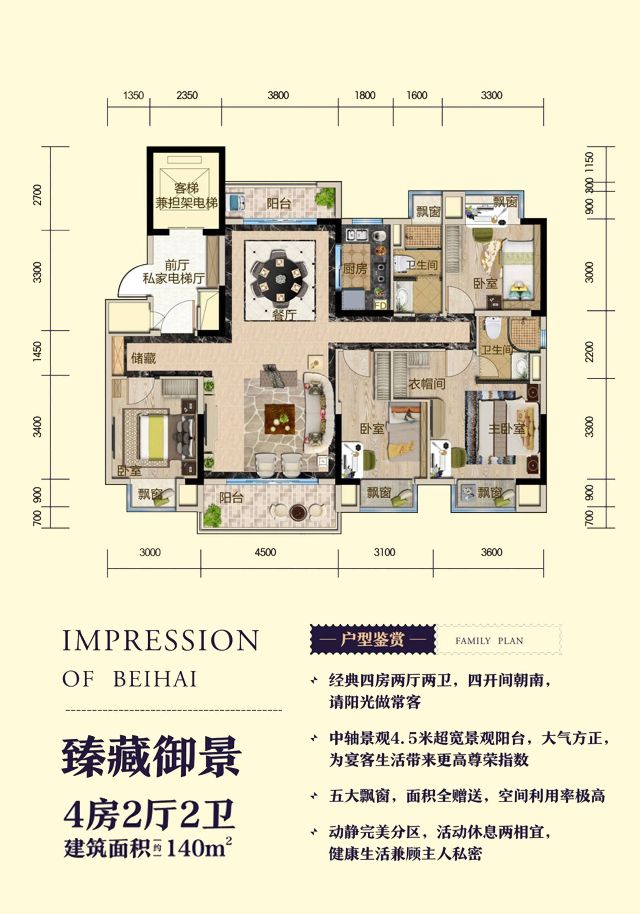 1350 2350 3800 1800 1600 3300
2700
3300
1450
3400
900
700
1150
300
900
3000
2200
3300
900
700
客梯
兼担架电梯
阳台
飘窗
飘窗
前厅
私家电梯厅
厨房
卫生间
卧室
餐厅
储藏
卫生间
衣帽间
卧室
主卧室
卧室
飘窗
阳台
飘窗
飘窗
3000 4500 3100 3600
IMPRESSION
OF BEIHAI
臻藏御景
4房2厅2卫
建筑面积(约)140m²
户型鉴赏 FAMILY PLAN
经典四房两厅两卫，四开间朝南，
请阳光做常客
中轴景观4.5米超宽景观阳台，大气方正，
为宴客生活带来更高尊荣指数
五大飘窗，面积全赠送，空间利用率极高
动静完美分区，活动休息两相宜，
健康生活兼顾主人私密